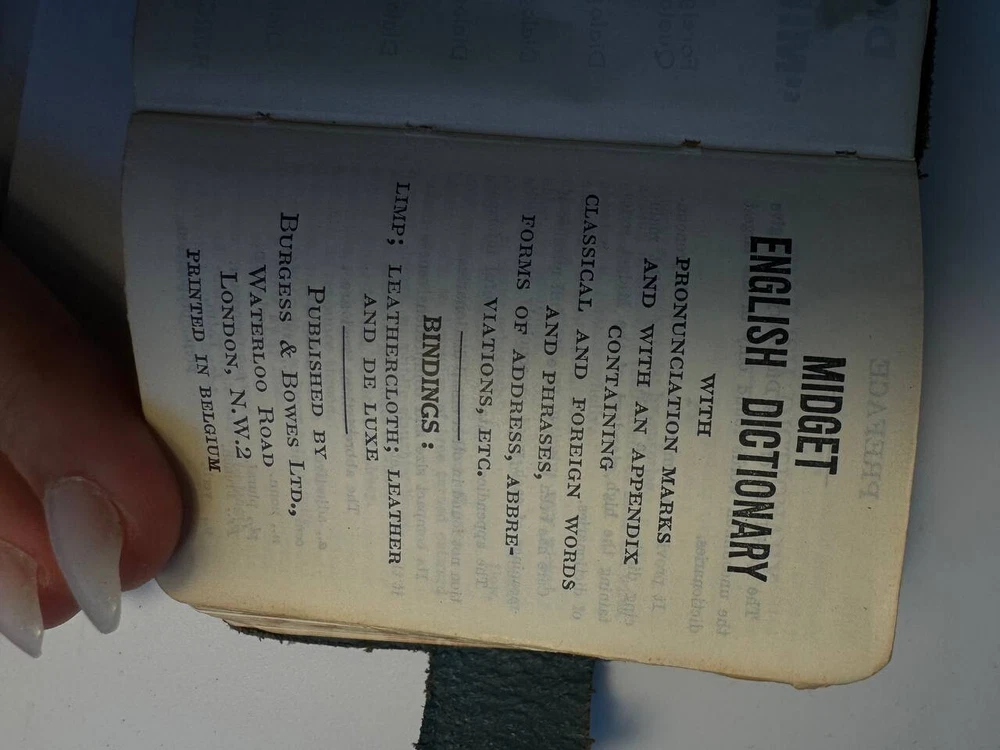 MIDGET
ENGLISH DICTIONARY
WITH
PRONUNCIATION MARKS
AND WITH AN APPENDIX
CONTAINING
CLASSICAL AND FOREIGN WORDS
AND PHRASES,
FORMS OF ADDRESS, ABBRE-
VIATIONS, ETC.
BINDINGS :
LIMP; LEATHERCLOTH; LEATHER
AND DE LUXE
PUBLISHED BY
BURGESS & BOWES LTD.,
WATERLOO ROAD
LONDON, N.W.2
PRINTED IN BELGIUM.
PREFACE